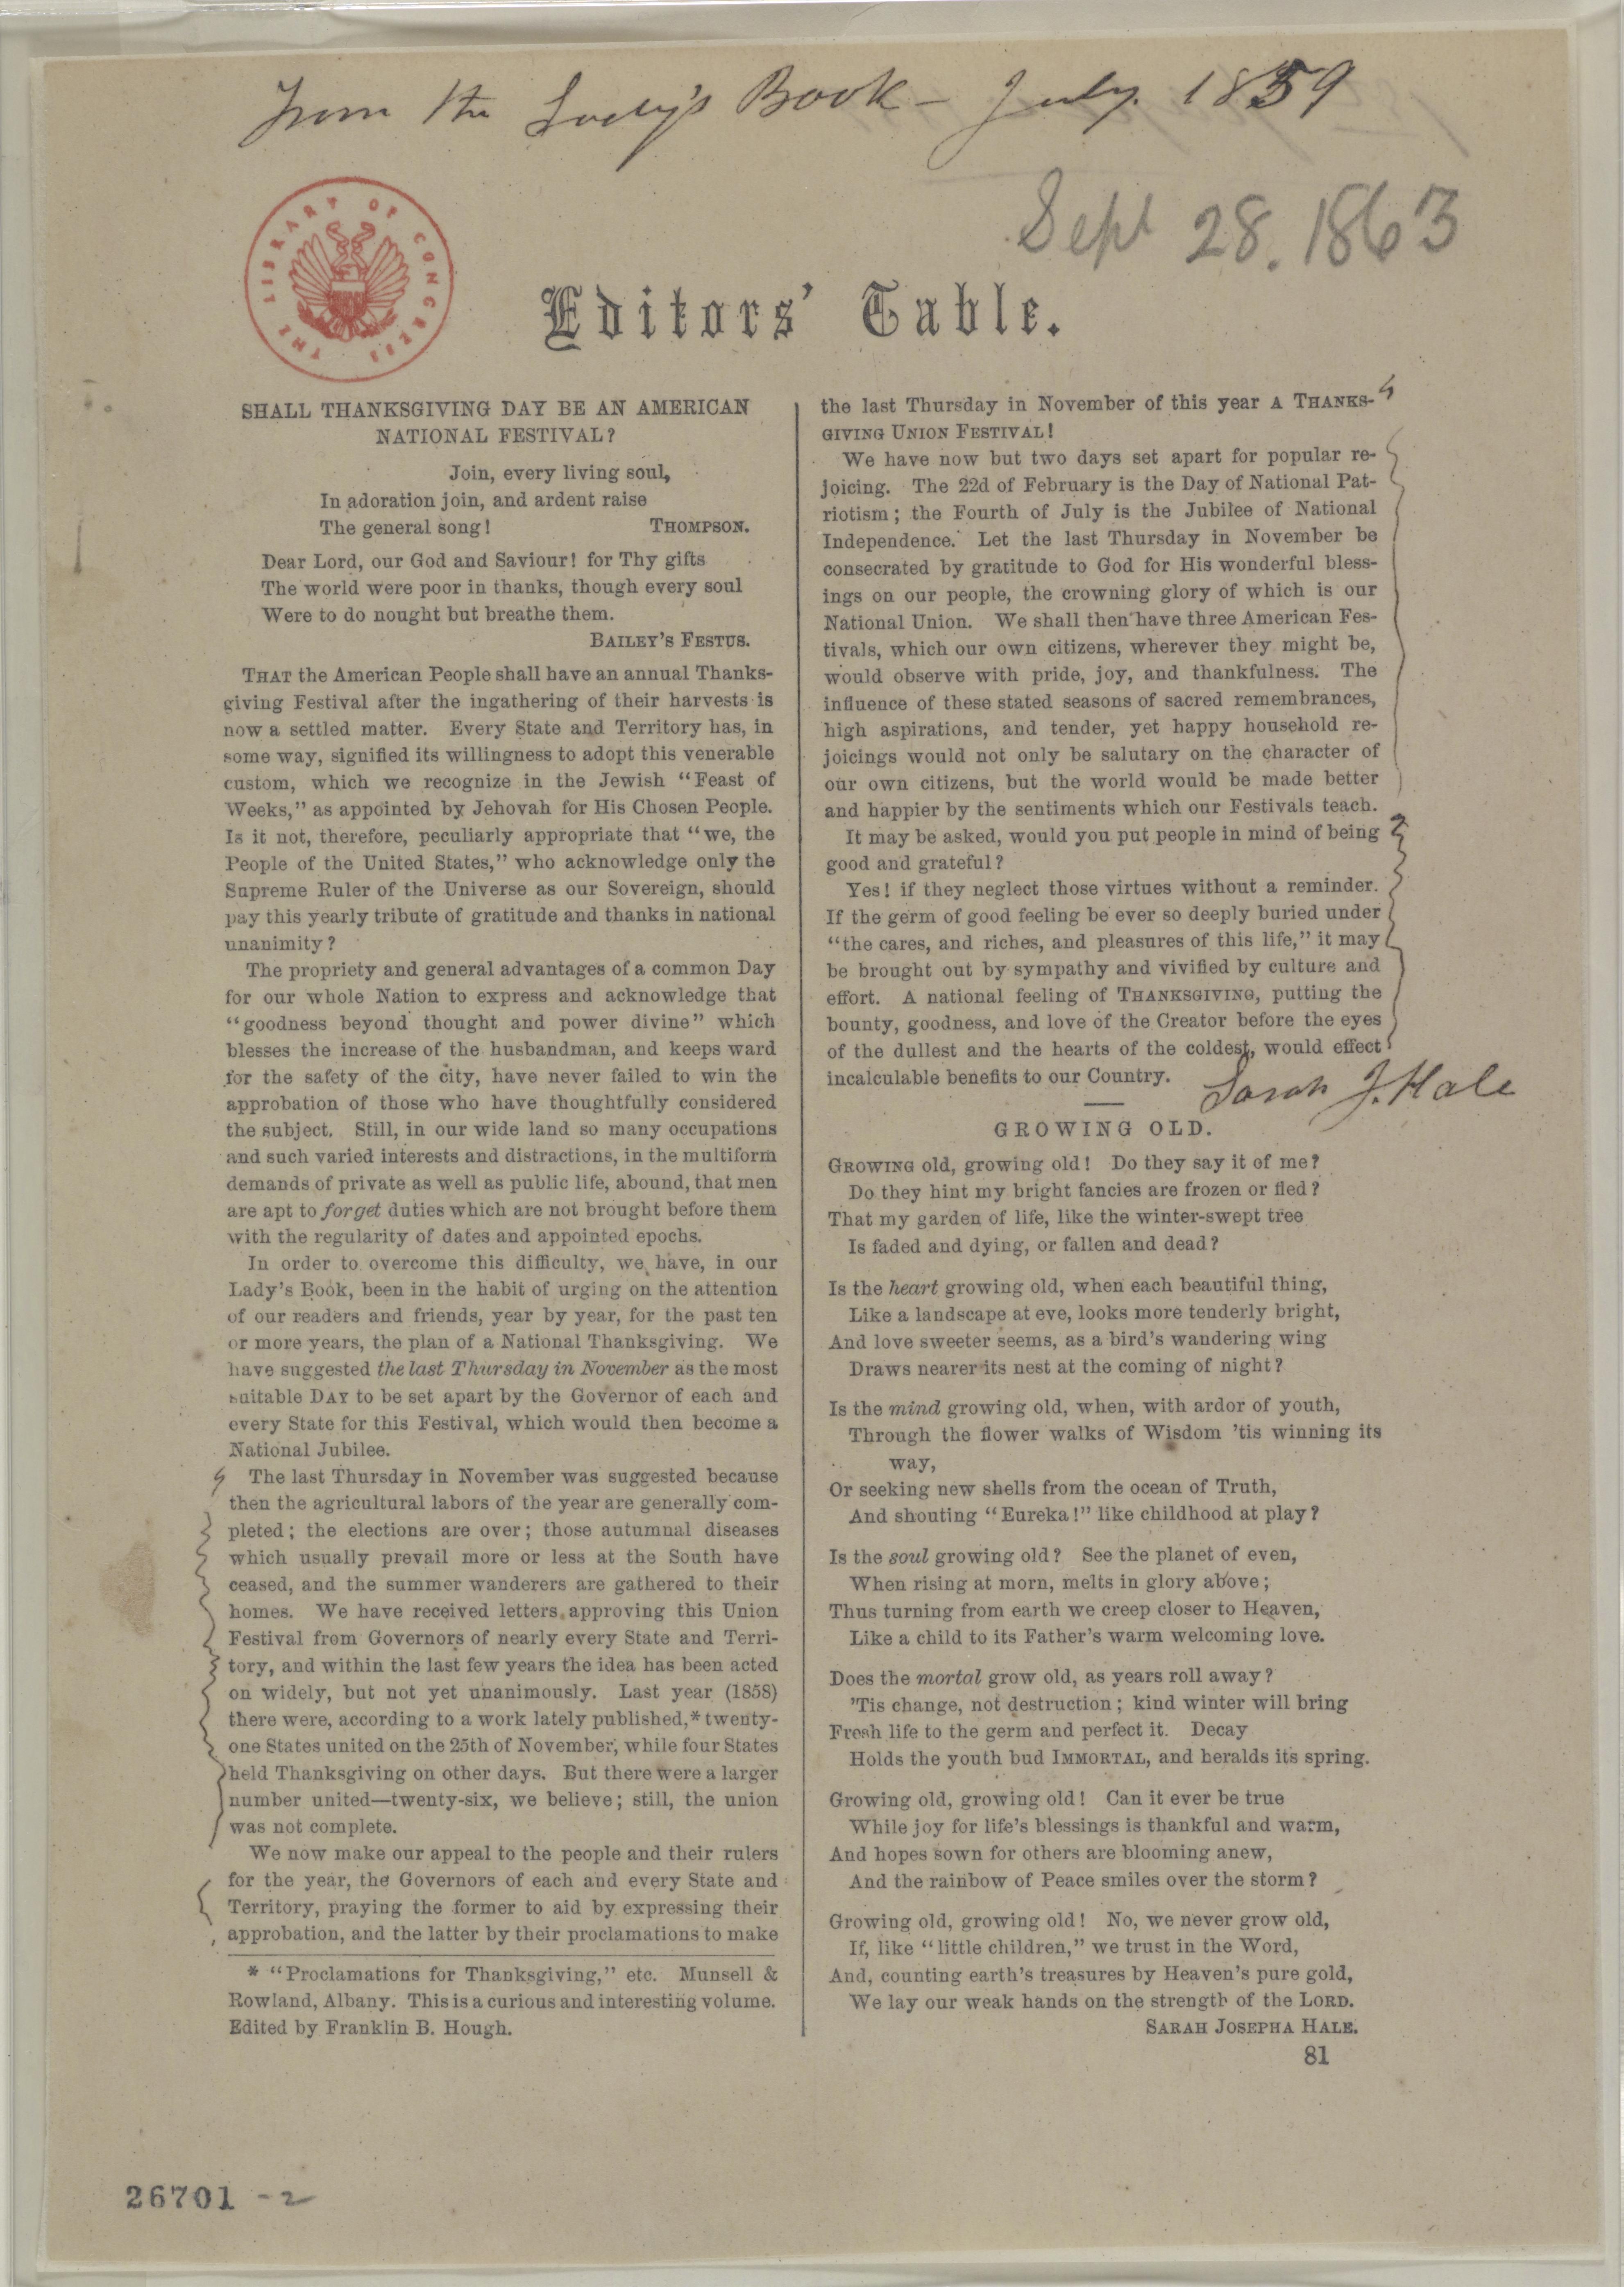 From the Lady's Book - July. 1859
Sept 28. 1863
THE LIBRARY OF CONGRESS
Editors' Table.
SHALL THANKSGIVING DAY BE AN AMERICAN
NATIONAL FESTIVAL?
Join, every living soul,
In adoration join, and ardent raise
The general song! THOMPSON.
Dear Lord, our God and Saviour! for Thy gifts
The world were poor in thanks, though every soul
Were to do nought but breathe them.
BAILEY'S FESTUS.
THAT the American People shall have an annual Thanks-
giving Festival after the ingathering of their harvests is
now a settled matter. Every State and Territory has, in
some way, signified its willingness to adopt this venerable
custom, which we recognize in the Jewish "Feast of
Weeks," as appointed by Jehovah for His Chosen People.
Is it not, therefore, peculiarly appropriate that "we, the
People of the United States," who acknowledge only the
Supreme Ruler of the Universe as our Sovereign, should
pay this yearly tribute of gratitude and thanks in national
unanimity?
The propriety and general advantages of a common Day
for our whole Nation to express and acknowledge that
"goodness beyond thought and power divine" which
blesses the increase of the husbandman, and keeps ward
for the safety of the city, have never failed to win the
approbation of those who have thoughtfully considered
the subject. Still, in our wide land so many occupations
and such varied interests and distractions, in the multiform
demands of private as well as public life, abound, that men
are apt to forget duties which are not brought before them
with the regularity of dates and appointed epochs.
In order to overcome this difficulty, we have, in our
Lady's Book, been in the habit of urging on the attention
of our readers and friends, year by year, for the past ten
or more years, the plan of a National Thanksgiving. We
have suggested the last Thursday in November as the most
suitable DAY to be set apart by the Governor of each and
every State for this Festival, which would then become a
National Jubilee.
The last Thursday in November was suggested because
then the agricultural labors of the year are generally com-
pleted; the elections are over; those autumnal diseases
which usually prevail more or less at the South have
ceased, and the summer wanderers are gathered to their
homes. We have received letters approving this Union
Festival from Governors of nearly every State and Terri-
tory, and within the last few years the idea has been acted
on widely, but not yet unanimously. Last year (1858)
there were, according to a work lately published,* twenty-
one States united on the 25th of November, while four States
held Thanksgiving on other days. But there were a larger
number united—twenty-six, we believe; still, the union
was not complete.
We now make our appeal to the people and their rulers
for the year, the Governors of each and every State and
Territory, praying the former to aid by expressing their
approbation, and the latter by their proclamations to make
* "Proclamations for Thanksgiving," etc. Munsell &
Rowland, Albany. This is a curious and interesting volume.
Edited by Franklin B. Hough.
the last Thursday in November of this year A THANKS-
GIVING UNION FESTIVAL!
We have now but two days set apart for popular re-
joicing. The 22d of February is the Day of National Pat-
riotism; the Fourth of July is the Jubilee of National
Independence. Let the last Thursday in November be
consecrated by gratitude to God for His wonderful bless-
ings on our people, the crowning glory of which is our
National Union. We shall then have three American Fes-
tivals, which our own citizens, wherever they might be,
would observe with pride, joy, and thankfulness. The
influence of these stated seasons of sacred remembrances,
high aspirations, and tender, yet happy household re-
joicings would not only be salutary on the character of
our own citizens, but the world would be made better
and happier by the sentiments which our Festivals teach.
It may be asked, would you put people in mind of being
good and grateful?
Yes! if they neglect those virtues without a reminder.
If the germ of good feeling be ever so deeply buried under
"the cares, and riches, and pleasures of this life," it may
be brought out by sympathy and vivified by culture and
effort. A national feeling of THANKSGIVING, putting the
bounty, goodness, and love of the Creator before the eyes
of the dullest and the hearts of the coldest, would effect
incalculable benefits to our Country.
Sarah J. Hale
GROWING OLD.
GROWING old, growing old! Do they say it of me?
Do they hint my bright fancies are frozen or fled?
That my garden of life, like the winter-swept tree
Is faded and dying, or fallen and dead?
Is the heart growing old, when each beautiful thing,
Like a landscape at eve, looks more tenderly bright,
And love sweeter seems, as a bird's wandering wing
Draws nearer its nest at the coming of night?
Is the mind growing old, when, with ardor of youth,
Through the flower walks of Wisdom 'tis winning its
way,
Or seeking new shells from the ocean of Truth,
And shouting "Eureka!" like childhood at play?
Is the soul growing old? See the planet of even,
When rising at morn, melts in glory above;
Thus turning from earth we creep closer to Heaven,
Like a child to its Father's warm welcoming love.
Does the mortal grow old, as years roll away?
'Tis change, not destruction; kind winter will bring
Fresh life to the germ and perfect it. Decay
Holds the youth bud IMMORTAL, and heralds its spring.
Growing old, growing old! Can it ever be true
While joy for life's blessings is thankful and warm,
And hopes sown for others are blooming anew,
And the rainbow of Peace smiles over the storm?
Growing old, growing old! No, we never grow old,
If, like "little children," we trust in the Word,
And, counting earth's treasures by Heaven's pure gold,
We lay our weak hands on the strength of the LORD.
SARAH JOSEPHA HALE.
81
26701 -2